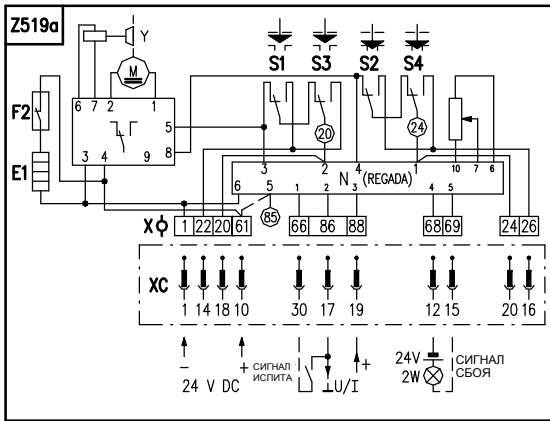 Z519a
Y
S1 S3 S2 S4
M
6 7 2 1
F2
5
8
20
24
3 4 9
E1
3 2 4 1 10 7 6
N (REGADA)
6 5 1 2 3 4 5
85
X 1 22 20 61 66 86 88 68 69 24 26
XC
1 14 18 10 30 17 19 12 15 20 16
− + СИГНАЛ ИСПИТА + 24V СИГНАЛ СБОЯ
24 V DC U/I 2W